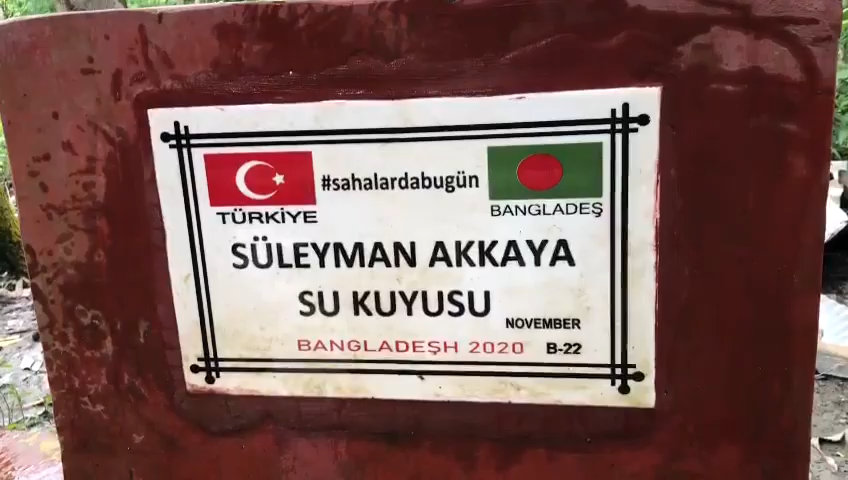 #sahalardabugün
TÜRKİYE
BANGLADEŞ
SÜLEYMAN AKKAYA
SU KUYUSU
NOVEMBER
BANGLADEŞH 2020 B-22